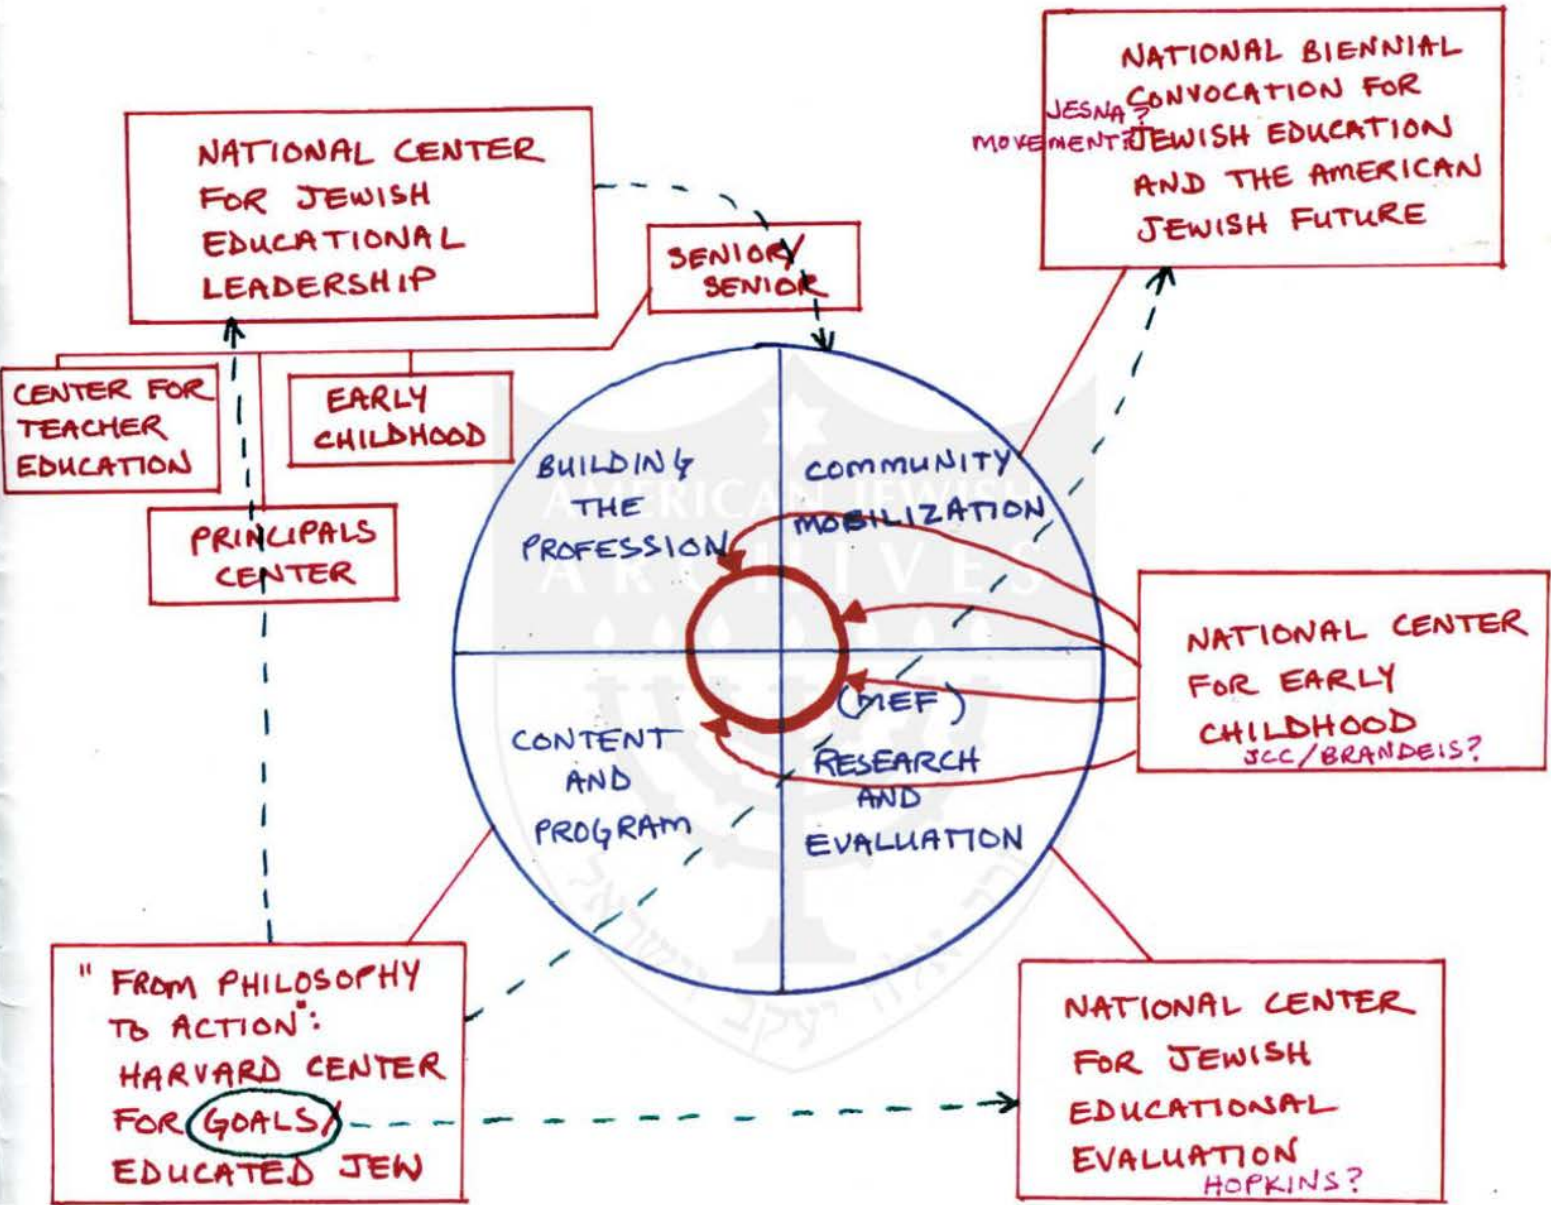 NATIONAL BIENNIAL
CONVOCATION FOR
JEWISH EDUCATION
AND THE AMERICAN
JEWISH FUTURE
JESNA?
MOVEMENT?
NATIONAL CENTER
FOR JEWISH
EDUCATIONAL
LEADERSHIP
SENIOR/
SENIOR
CENTER FOR
TEACHER
EDUCATION
EARLY
CHILDHOOD
PRINCIPALS
CENTER
BUILDING
THE
PROFESSION
COMMUNITY
MOBILIZATION
AMERICAN JEWISH
ARCHIVES
NATIONAL CENTER
FOR EARLY
CHILDHOOD
JCC/BRANDEIS?
CONTENT
AND
PROGRAM
(MEF)
RESEARCH
AND
EVALUATION
"FROM PHILOSOPHY
TO ACTION":
HARVARD CENTER
FOR GOALS/
EDUCATED JEW
NATIONAL CENTER
FOR JEWISH
EDUCATIONAL
EVALUATION
HOPKINS?